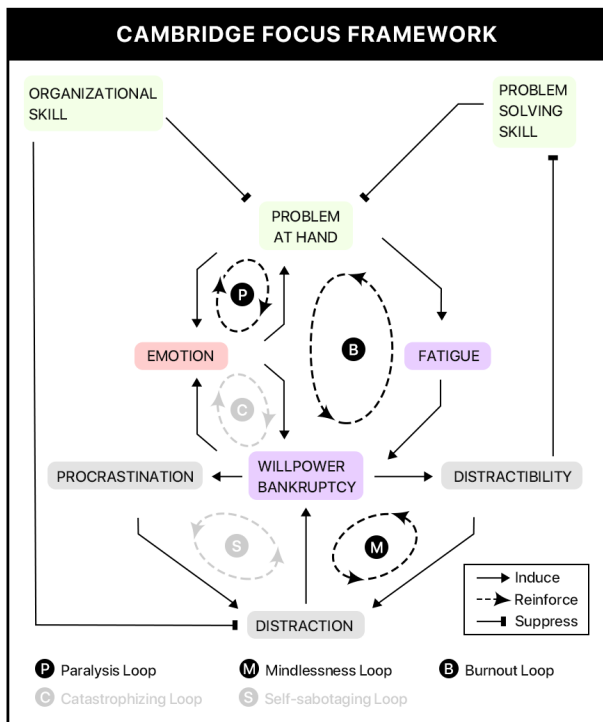 CAMBRIDGE FOCUS FRAMEWORK
ORGANIZATIONAL
SKILL
PROBLEM
SOLVING
SKILL
PROBLEM
AT HAND
P
B
EMOTION
FATIGUE
C
PROCRASTINATION
WILLPOWER
BANKRUPTCY
DISTRACTIBILITY
S
M
DISTRACTION
Induce
Reinforce
Suppress
P Paralysis Loop
M Mindlessness Loop
B Burnout Loop
C Catastrophizing Loop
S Self-sabotaging Loop